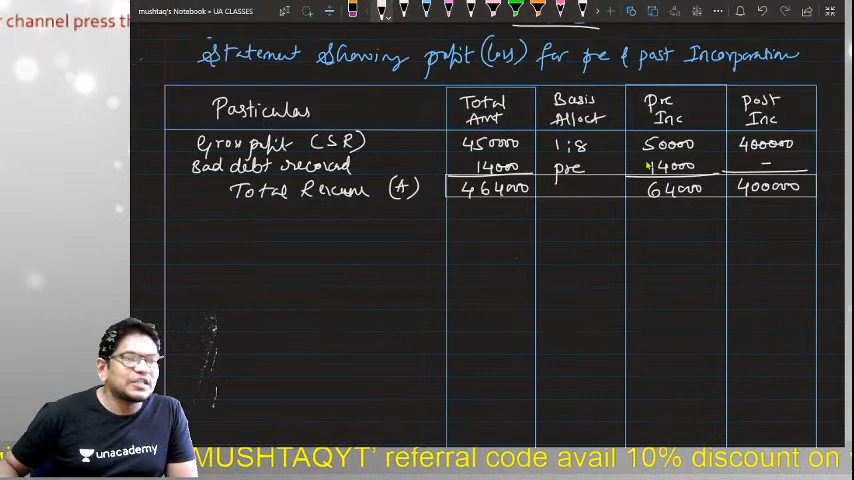 r channel press th
mushtaq's notebook » UA CLASSES
Statement Showing profit (loss) for pre & post Incorporation
Particulars Total Amt Basis Alloct Pre Inc post Inc
Gross profit (SR) 450000 1:8 50000 400000
Bad debt recovered 14000 pre 14000 -
Total Revenue (A) 464000 64000 400000
unacademy
MUSHTAQYT' referral code avail 10% discount on